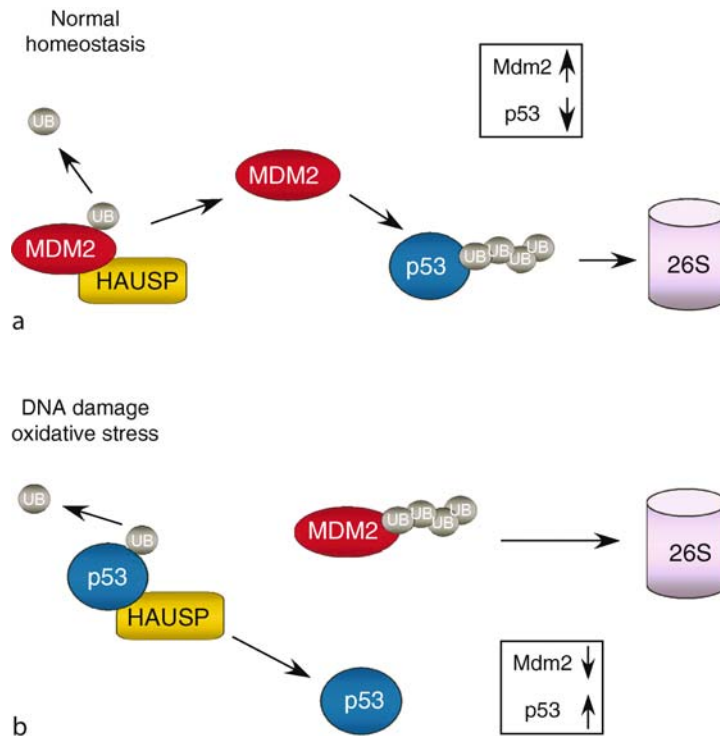 Normal
homeostasis
Mdm2
p53
UB
UB
MDM2
HAUSP
MDM2
p53
UB
UB
UB
UB
26S
a
DNA damage
oxidative stress
UB
UB
p53
HAUSP
MDM2
UB
UB
UB
UB
26S
p53
Mdm2
p53
b